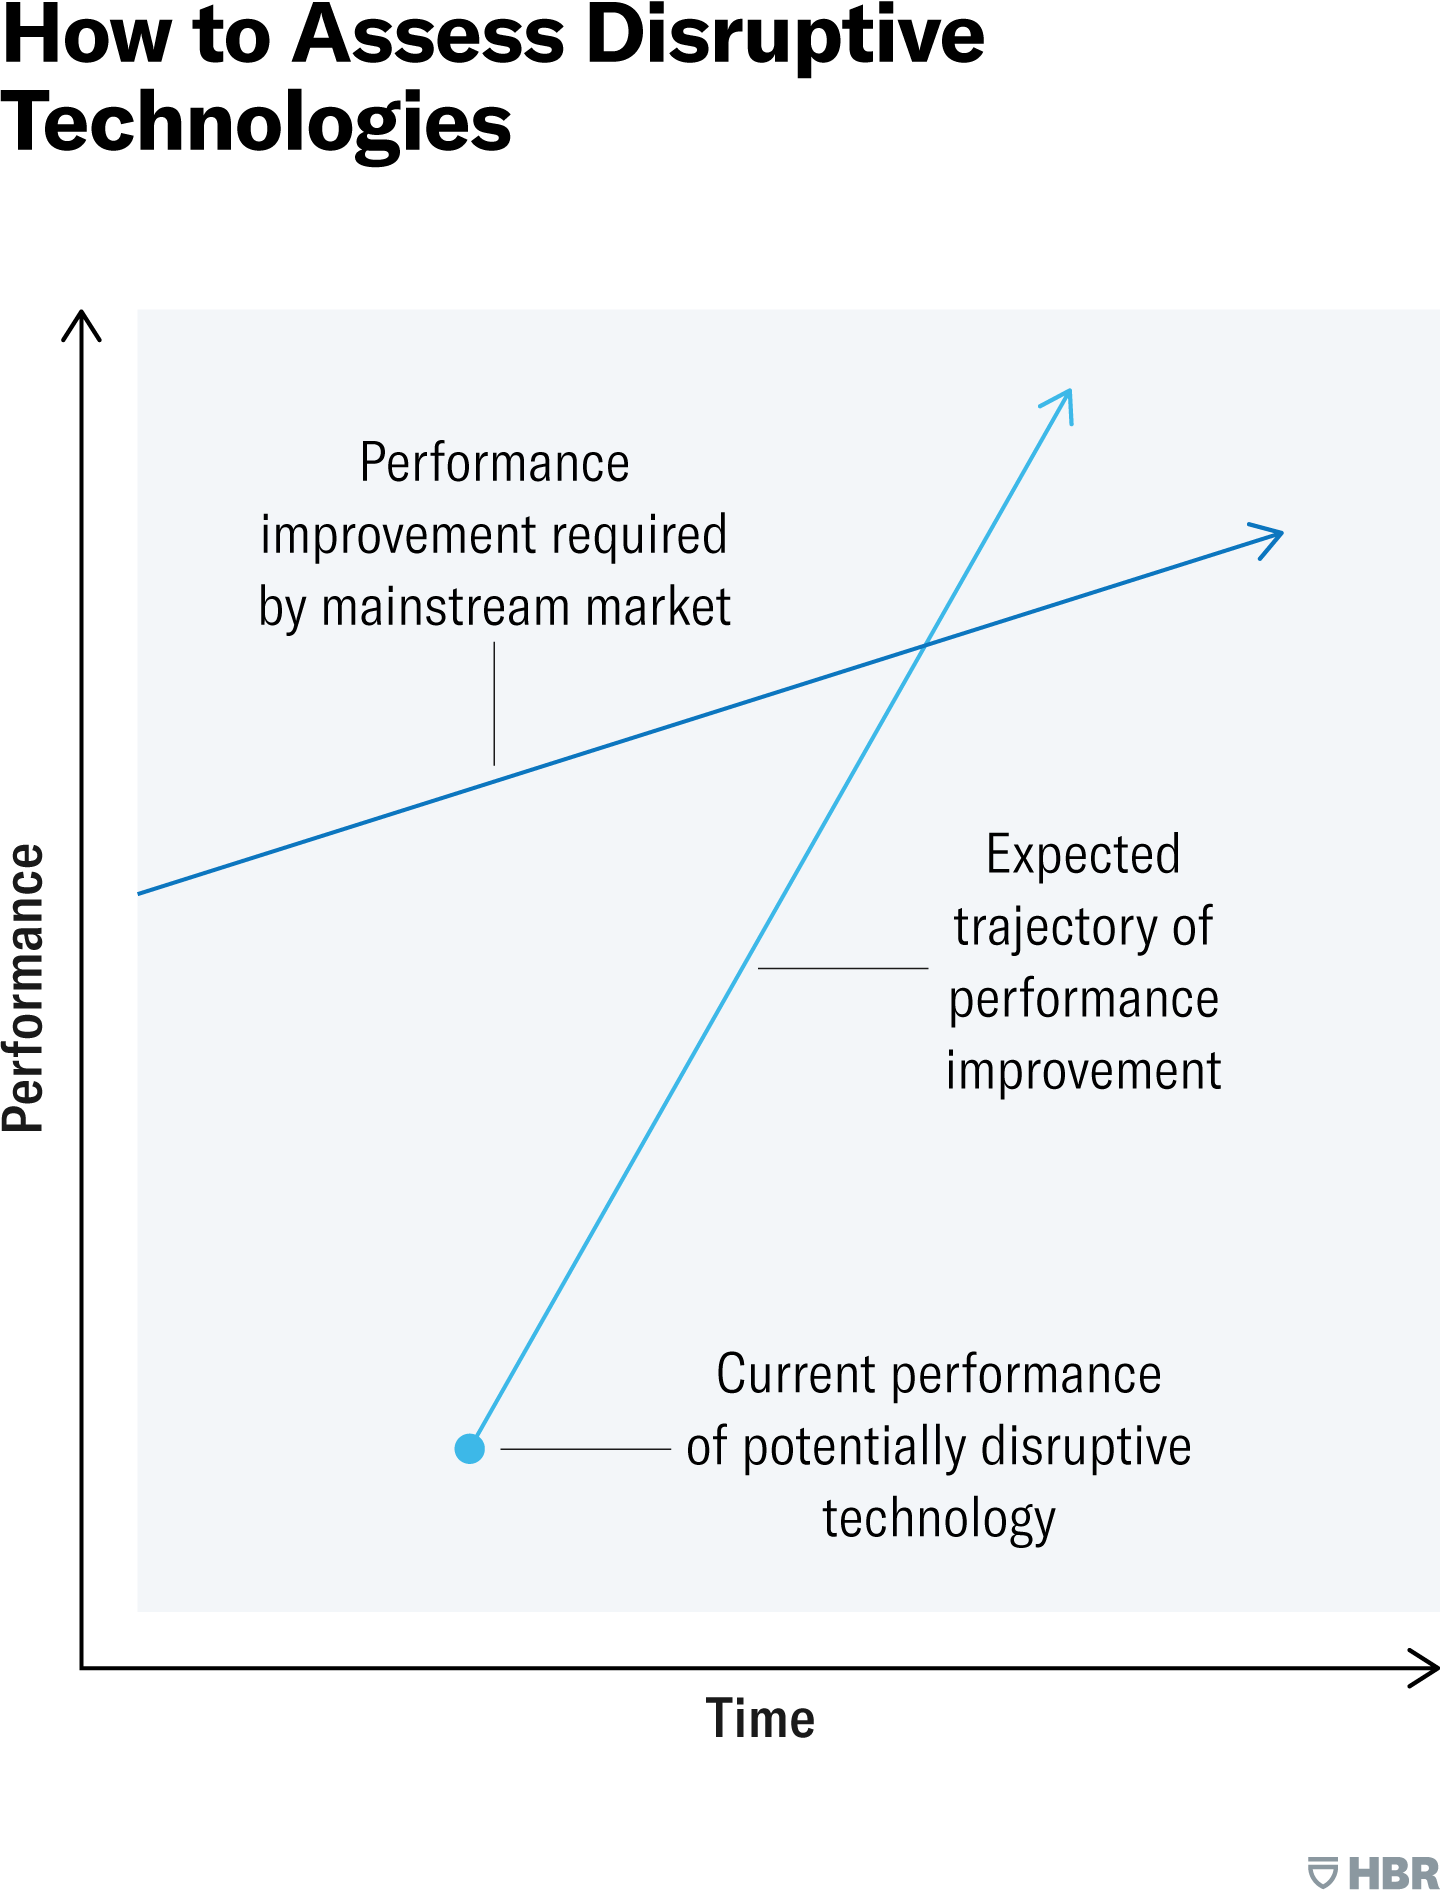 How to Assess Disruptive
Technologies
Performance
improvement required
by mainstream market
Expected
trajectory of
performance
improvement
Performance
Current performance
of potentially disruptive
technology
Time
HBR